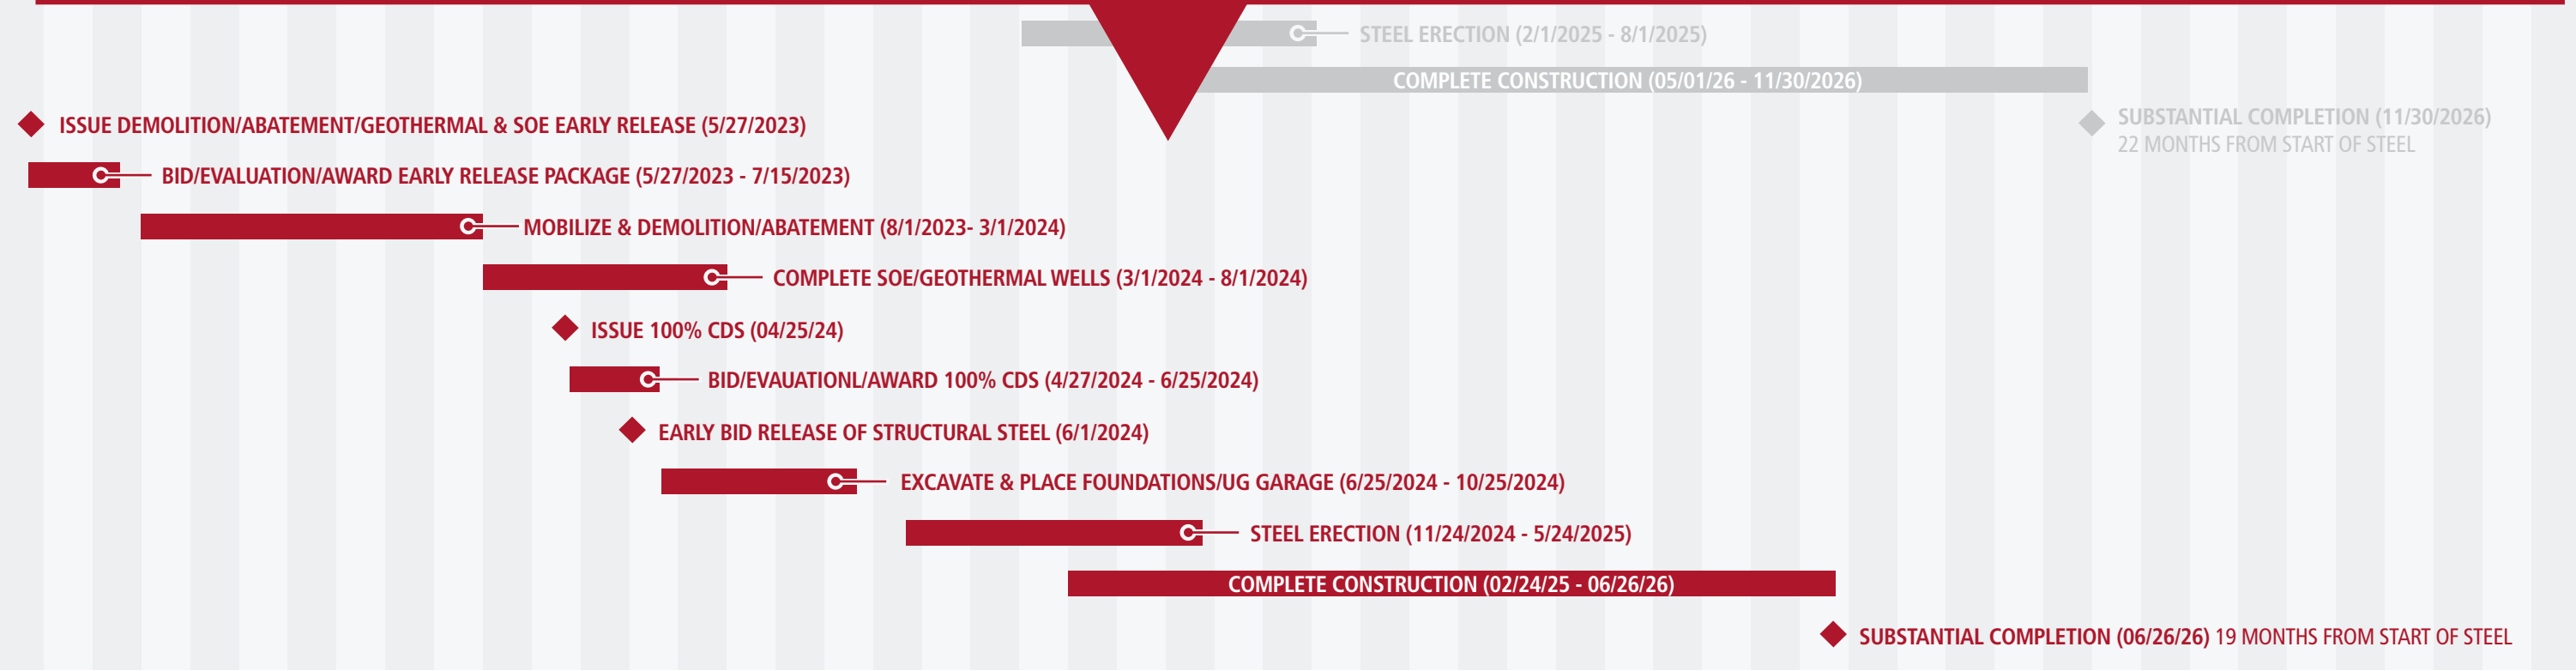 STEEL ERECTION (2/1/2025 - 8/1/2025)
COMPLETE CONSTRUCTION (05/01/26 - 11/30/2026)
SUBSTANTIAL COMPLETION (11/30/2026)
22 MONTHS FROM START OF STEEL
ISSUE DEMOLITION/ABATEMENT/GEOTHERMAL & SOE EARLY RELEASE (5/27/2023)
BID/EVALUATION/AWARD EARLY RELEASE PACKAGE (5/27/2023 - 7/15/2023)
MOBILIZE & DEMOLITION/ABATEMENT (8/1/2023- 3/1/2024)
COMPLETE SOE/GEOTHERMAL WELLS (3/1/2024 - 8/1/2024)
ISSUE 100% CDS (04/25/24)
BID/EVAUATIONL/AWARD 100% CDS (4/27/2024 - 6/25/2024)
EARLY BID RELEASE OF STRUCTURAL STEEL (6/1/2024)
EXCAVATE & PLACE FOUNDATIONS/UG GARAGE (6/25/2024 - 10/25/2024)
STEEL ERECTION (11/24/2024 - 5/24/2025)
COMPLETE CONSTRUCTION (02/24/25 - 06/26/26)
SUBSTANTIAL COMPLETION (06/26/26) 19 MONTHS FROM START OF STEEL